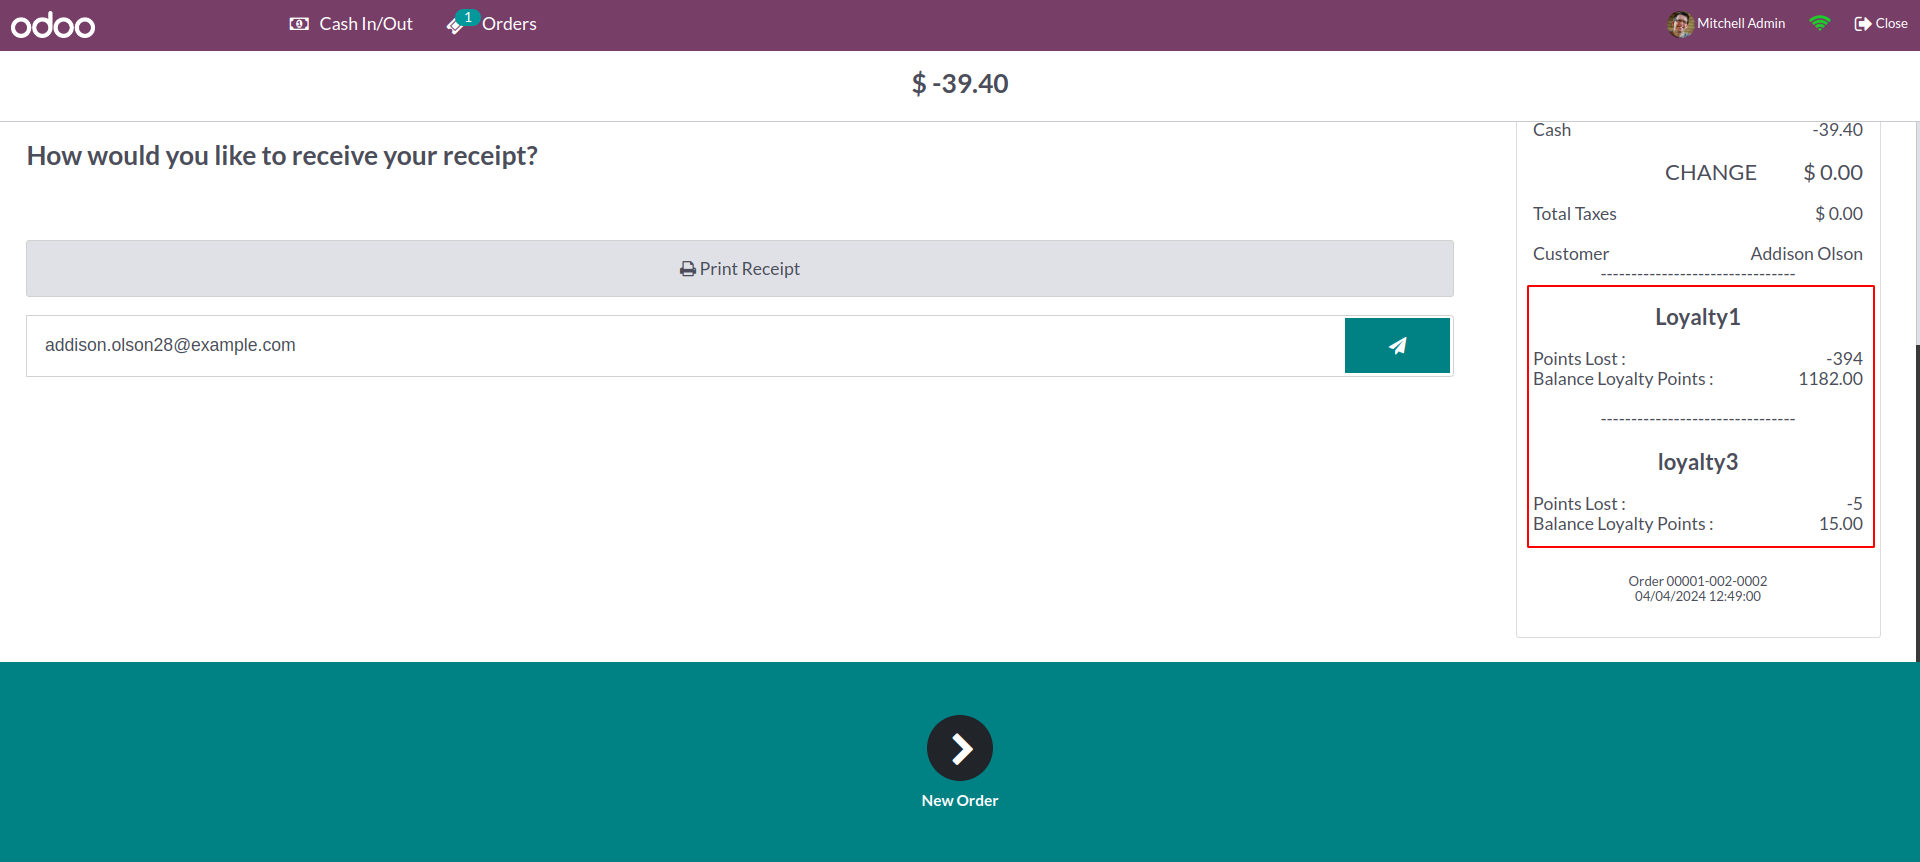 odoo
Cash In/Out
1
Orders
Mitchell Admin
Close
$ -39.40
How would you like to receive your receipt?
Print Receipt
addison.olson28@example.com
Cash -39.40
CHANGE $ 0.00
Total Taxes $ 0.00
Customer Addison Olson
--------------------------------
Loyalty1
Points Lost : -394
Balance Loyalty Points : 1182.00
--------------------------------
loyalty3
Points Lost : -5
Balance Loyalty Points : 15.00
Order 00001-002-0002
04/04/2024 12:49:00
New Order